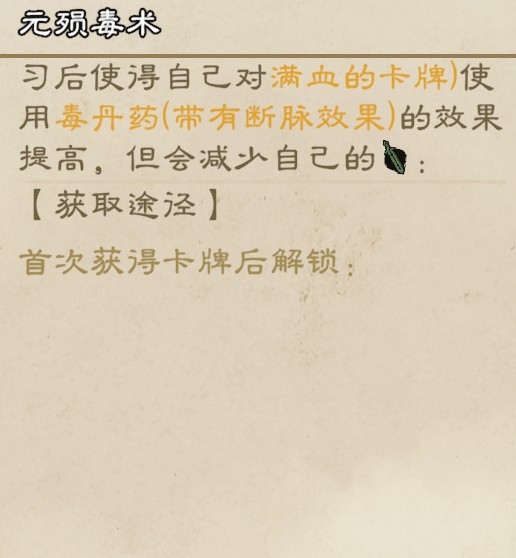 元殒毒术
习后使得自己对满血的卡牌)使
用毒丹药(带有断脉效果)的效果
提高，但会减少自己的：
【获取途径】
首次获得卡牌后解锁；